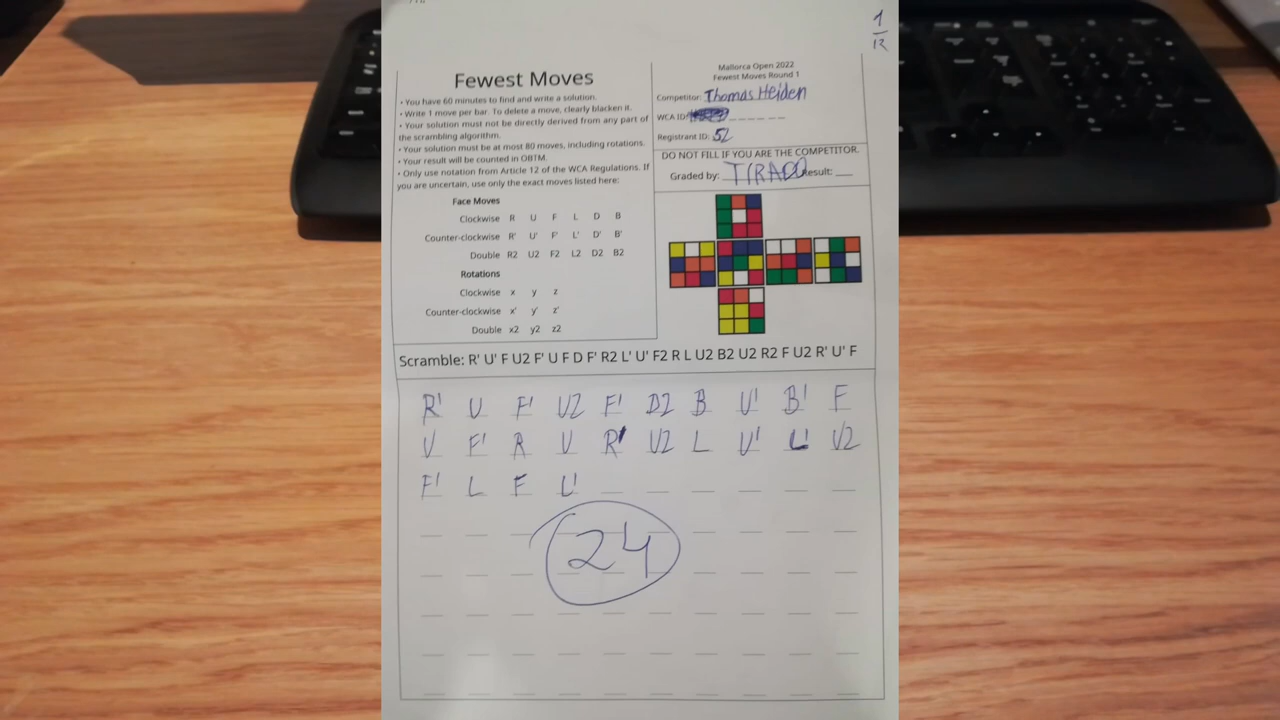 1
12
Fewest Moves
• You have 60 minutes to find and write a solution.
• Write 1 move per bar. To delete a move, clearly blacken it.
• Your solution must not be directly derived from any part of
the scrambling algorithm.
• Your solution must be at most 80 moves, including rotations.
• Your result will be counted in OBTM.
• Only use notation from Article 12 of the WCA Regulations. If
you are uncertain, use only the exact moves listed here:
Face Moves
Clockwise R U F L D B
Counter-clockwise R' U' F' L' D' B'
Double R2 U2 F2 L2 D2 B2
Rotations
Clockwise x y z
Counter-clockwise x' y' z'
Double x2 y2 z2
Mallorca Open 2022
Fewest Moves Round 1
Competitor: Thomas Heiden
WCA ID:
Registrant ID: 52
DO NOT FILL IF YOU ARE THE COMPETITOR.
Graded by: TIRADO Result: __
Scramble: R' U' F U2 F' U F D F' R2 L' U' F2 R L U2 B2 U2 R2 F U2 R' U' F
R' U F' U2 F' D2 B U' B' F
U F' R U R' U2 L U' L' U2
F' L F L'
24